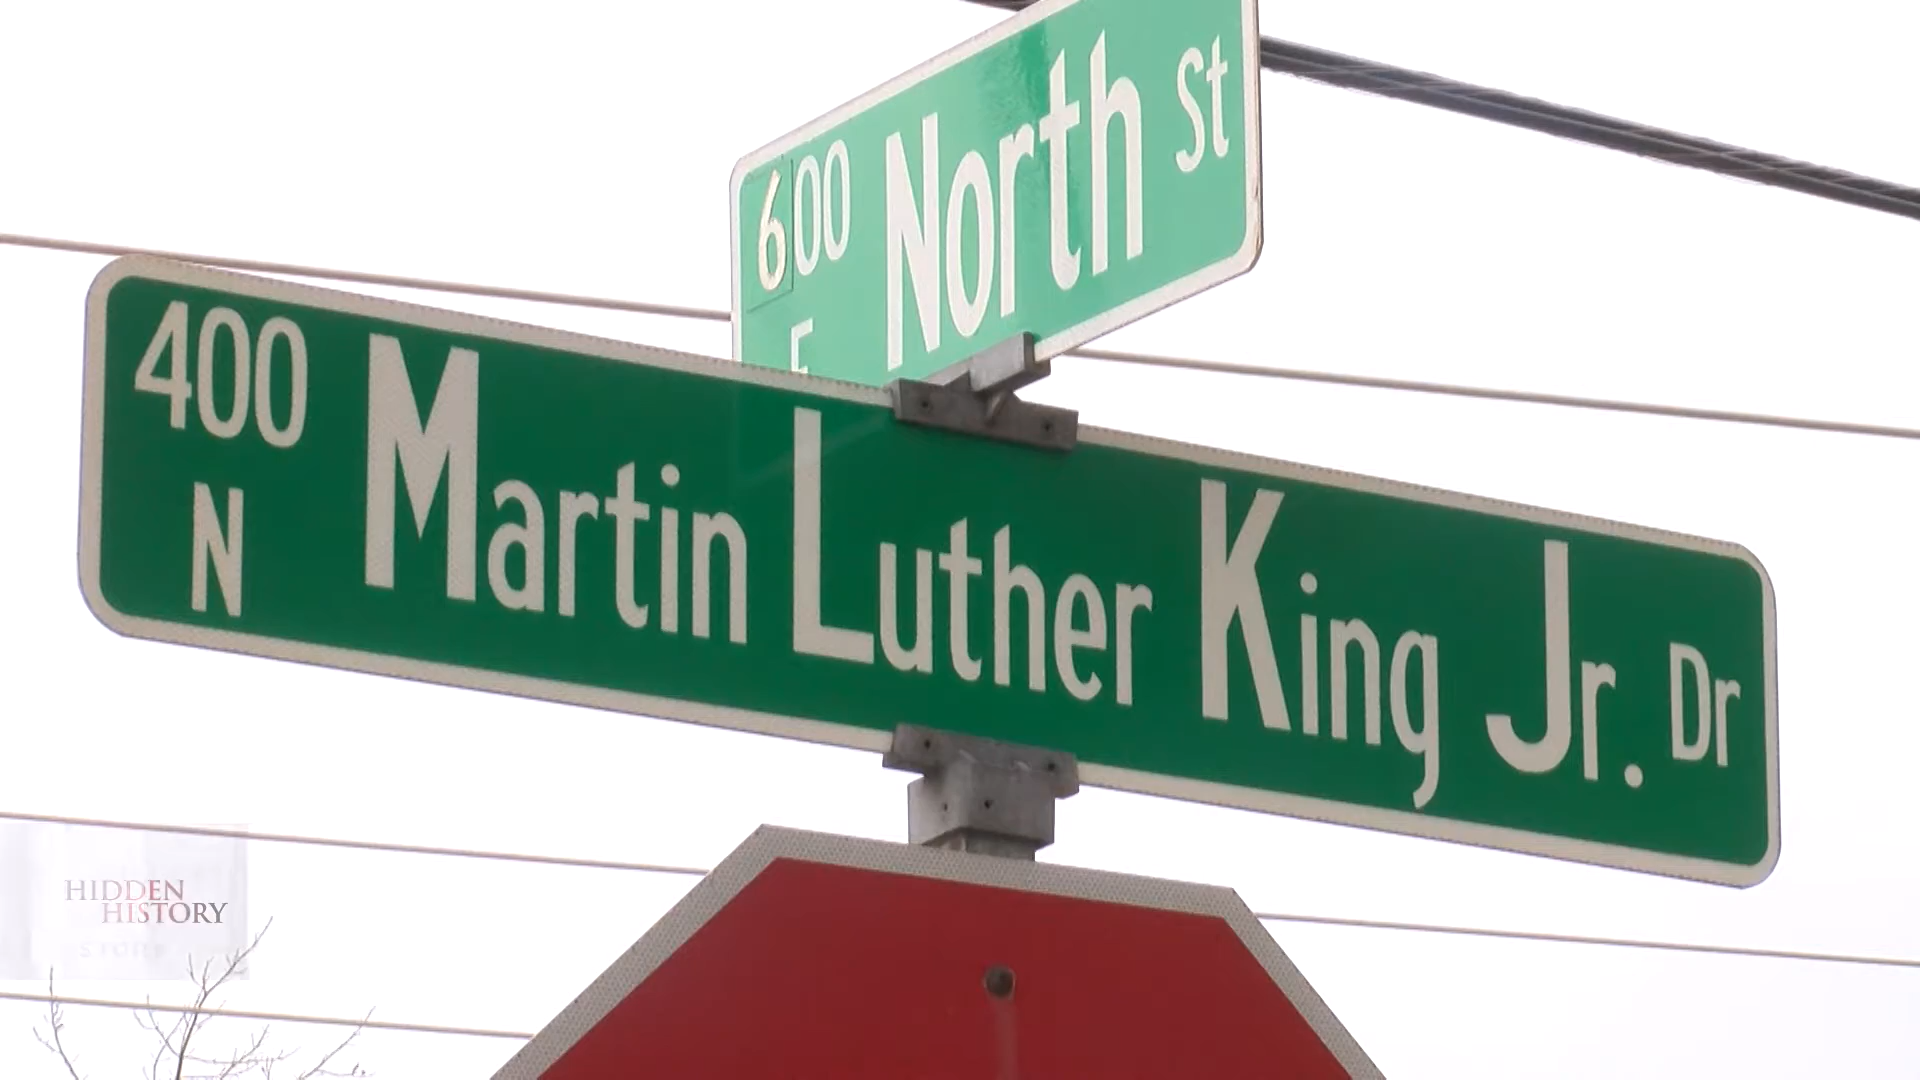 600 North St
E
400 Martin Luther King Jr. Dr
N
HIDDEN
HISTORY